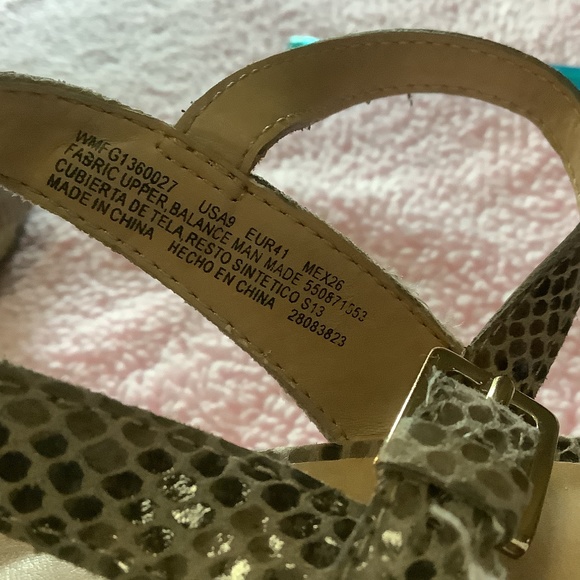 WMFG1360027 USA9 EUR41 MEX26
FABRIC UPPER BALANCE MAN MADE 550871553
CUBIERTA DE TELA RESTO SINTETICO S13
MADE IN CHINA HECHO EN CHINA 28083823